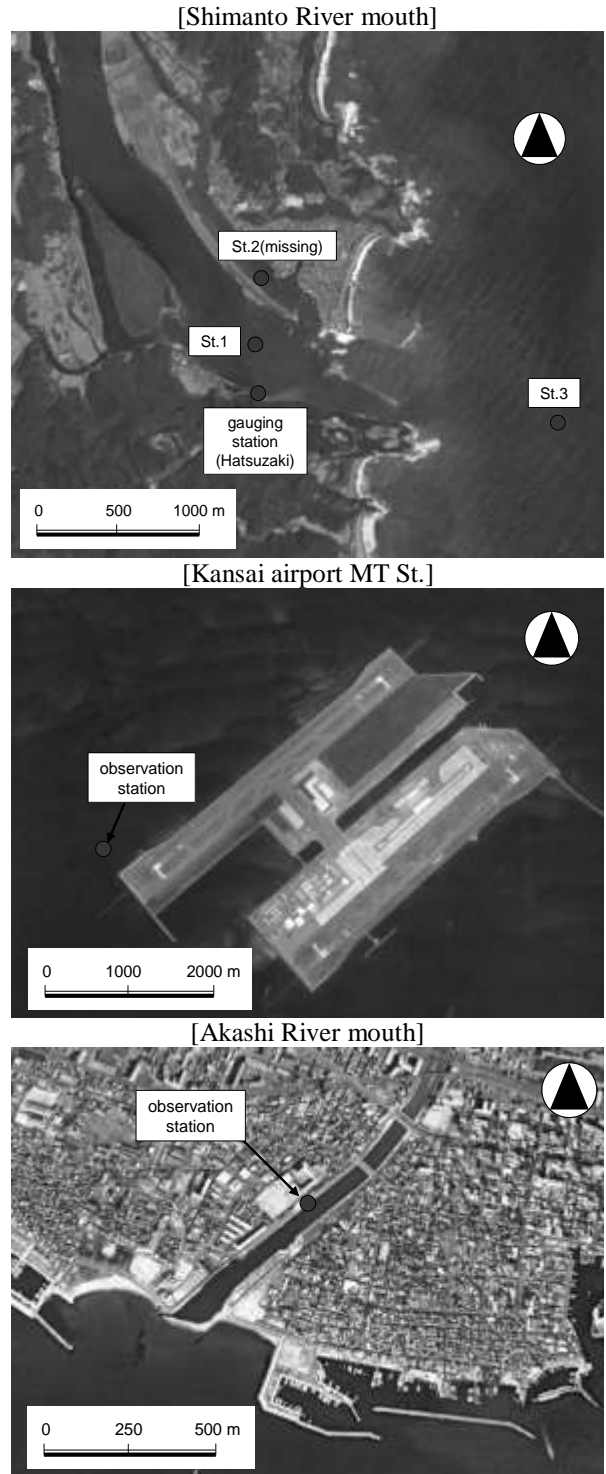 [Shimanto River mouth]
St.2(missing)
St.1
St.3
gauging
station
(Hatsuzaki)
0 500 1000 m
[Kansai airport MT St.]
observation
station
0 1000 2000 m
[Akashi River mouth]
observation
station
0 250 500 m